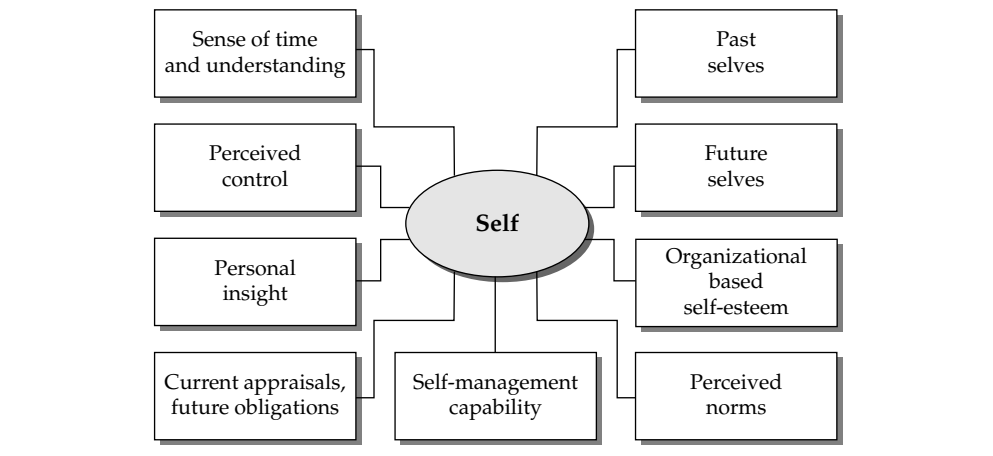 Sense of time
and understanding
Past
selves
Perceived
control
Future
selves
Self
Personal
insight
Organizational
based
self-esteem
Current appraisals,
future obligations
Self-management
capability
Perceived
norms